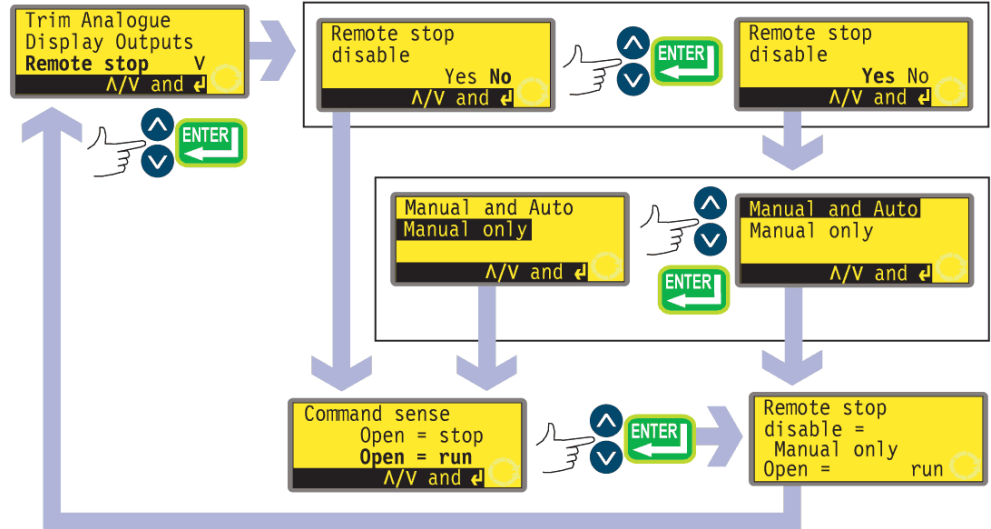 Trim Analogue
Display Outputs
Remote stop V
Λ/V and ↲
ENTER
Remote stop
disable
Yes No
Λ/V and ↲
ENTER
Remote stop
disable
Yes No
Λ/V and ↲
Manual and Auto
Manual only
Λ/V and ↲
ENTER
Manual and Auto
Manual only
Λ/V and ↲
Command sense
Open = stop
Open = run
Λ/V and ↲
ENTER
Remote stop
disable =
Manual only
Open = run